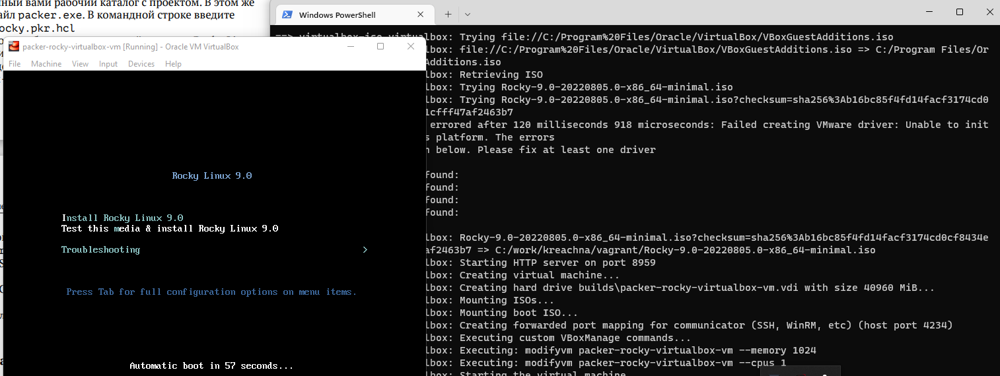 ный вами рабочий каталог с проектом. В этом же
айл packer.exe. В командной строке введите
ocky.pkr.hcl
Windows PowerShell
==> virtualbox-iso.virtualbox: Trying file://C:/Program%20Files/Oracle/VirtualBox/VBoxGuestAdditions.iso
lbox: file://C:/Program%20Files/Oracle/VirtualBox/VBoxGuestAdditions.iso => C:/Program Files/Or
Additions.iso
lbox: Retrieving ISO
lbox: Trying Rocky-9.0-20220805.0-x86_64-minimal.iso
lbox: Trying Rocky-9.0-20220805.0-x86_64-minimal.iso?checksum=sha256%3Ab16bc85f4fd14facf3174cd0
1cfff47af2463b7
errored after 120 milliseconds 918 microseconds: Failed creating VMware driver: Unable to init
s platform. The errors
n below. Please fix at least one driver
found:
found:
found:
found:
lbox: Rocky-9.0-20220805.0-x86_64-minimal.iso?checksum=sha256%3Ab16bc85f4fd14facf3174cd0cf8434e
af2463b7 => C:/work/kreachna/vagrant/Rocky-9.0-20220805.0-x86_64-minimal.iso
lbox: Starting HTTP server on port 8959
lbox: Creating virtual machine...
lbox: Creating hard drive builds\packer-rocky-virtualbox-vm.vdi with size 40960 MiB...
lbox: Mounting ISOs...
lbox: Mounting boot ISO...
lbox: Creating forwarded port mapping for communicator (SSH, WinRM, etc) (host port 4234)
lbox: Executing custom VBoxManage commands...
lbox: Executing: modifyvm packer-rocky-virtualbox-vm --memory 1024
lbox: Executing: modifyvm packer-rocky-virtualbox-vm --cpus 1
lbox: Starting the virtual machine
packer-rocky-virtualbox-vm [Running] - Oracle VM VirtualBox
File Machine View Input Devices Help
Rocky Linux 9.0
Install Rocky Linux 9.0
Test this media & install Rocky Linux 9.0
Troubleshooting >
Press Tab for full configuration options on menu items.
Automatic boot in 57 seconds...